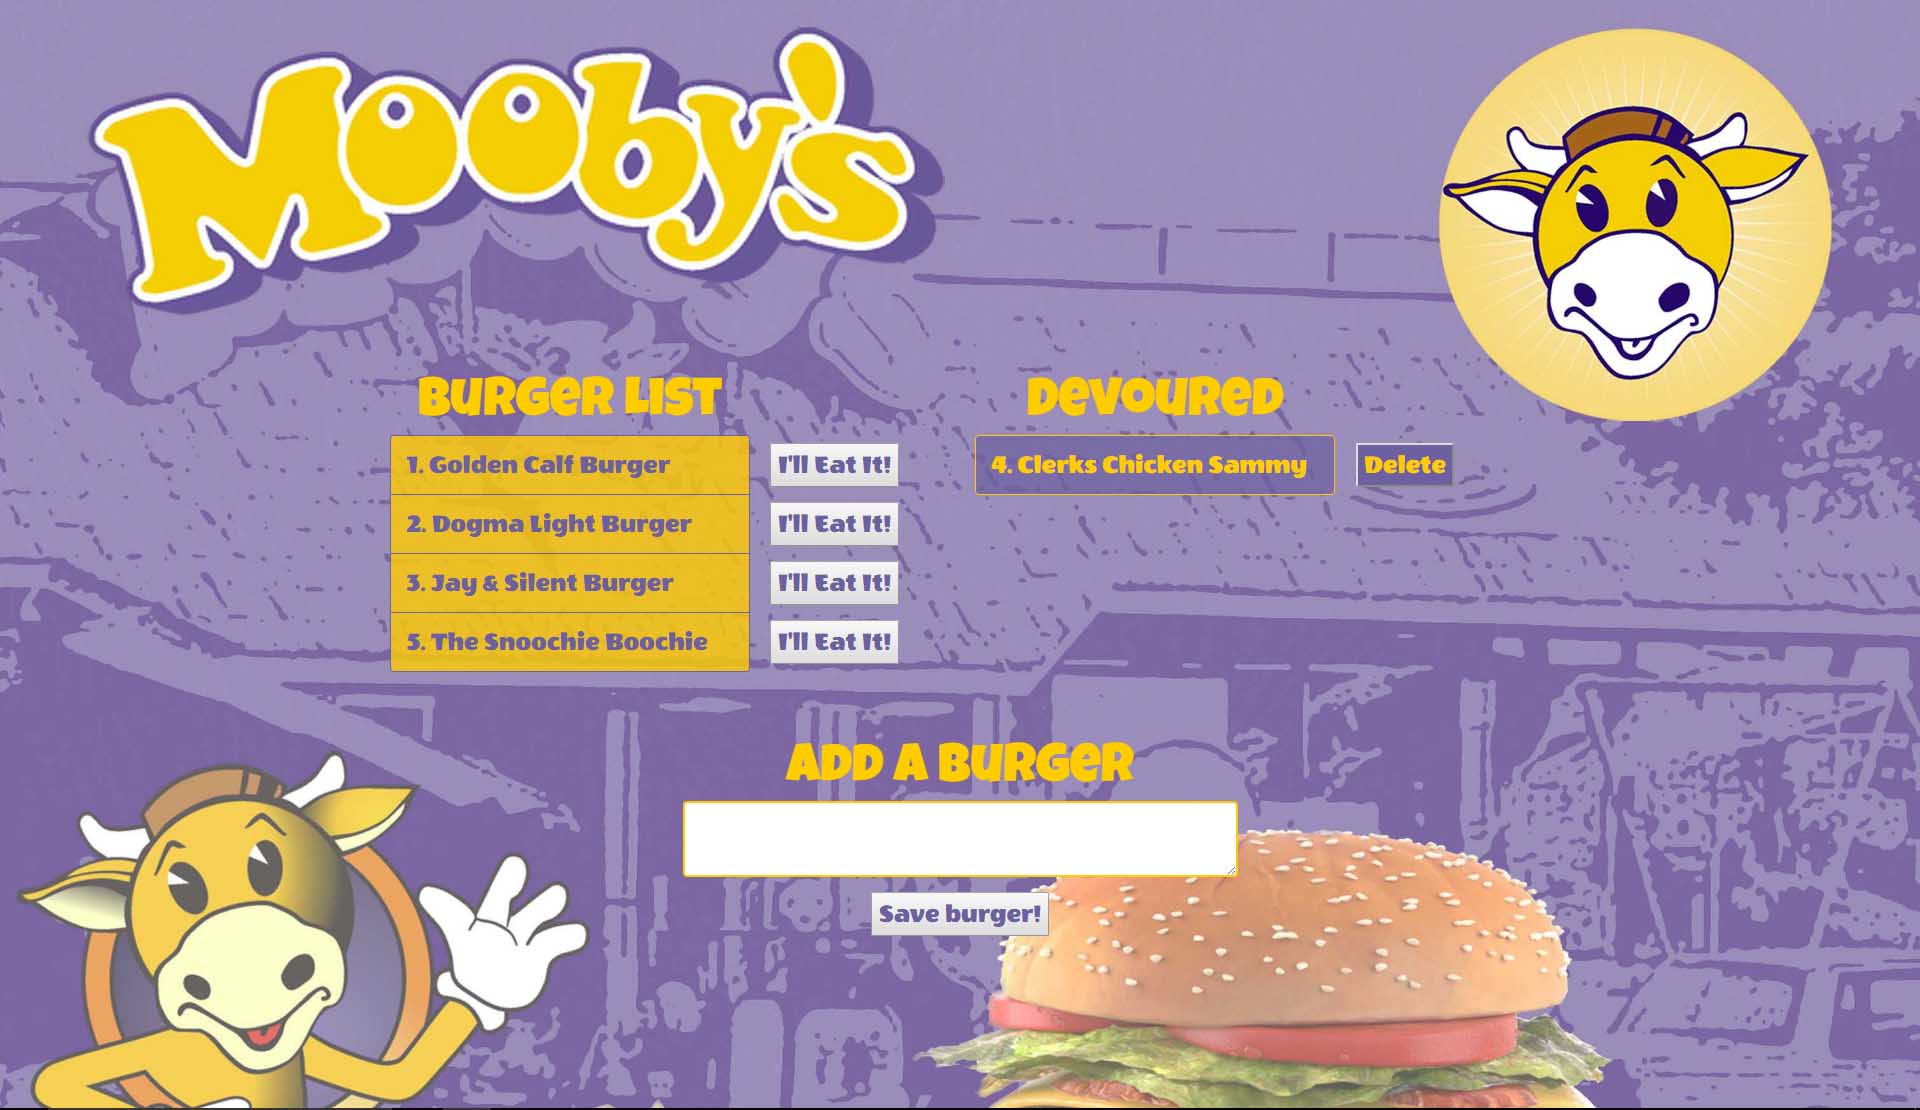 Mooby's
Burger List
1. Golden Calf Burger
I'll Eat It!
2. Dogma Light Burger
I'll Eat It!
3. Jay & Silent Burger
I'll Eat It!
5. The Snoochie Boochie
I'll Eat It!
Devoured
4. Clerks Chicken Sammy
Delete
Add a Burger
Save burger!